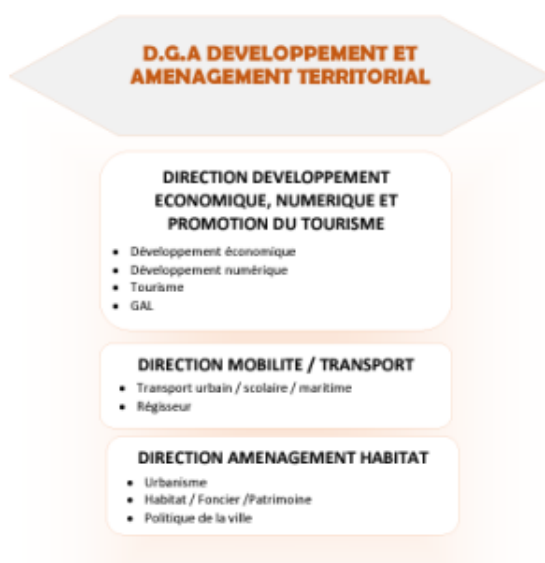 D.G.A DEVELOPPEMENT ET
AMENAGEMENT TERRITORIAL
DIRECTION DEVELOPPEMENT
ECONOMIQUE, NUMERIQUE ET
PROMOTION DU TOURISME
• Développement économique
• Développement numérique
• Tourisme
• GAL
DIRECTION MOBILITE / TRANSPORT
• Transport urbain / scolaire / maritime
• Régisseur
DIRECTION AMENAGEMENT HABITAT
• Urbanisme
• Habitat / Foncier /Patrimoine
• Politique de la ville